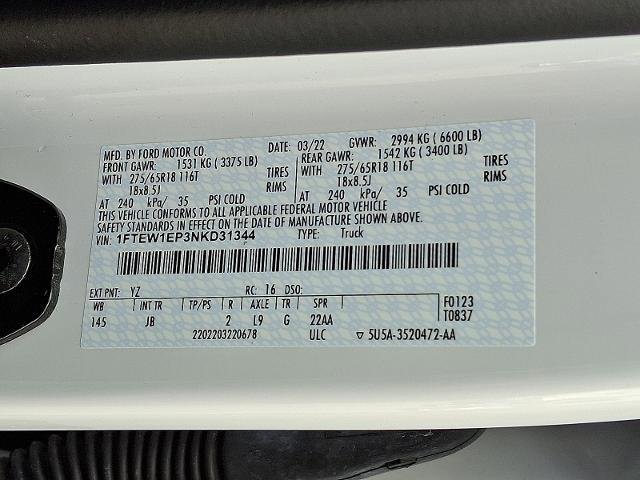 MFD. BY FORD MOTOR CO. DATE: 03/22 GVWR: 2994 KG ( 6600 LB)
FRONT GAWR: 1531 KG ( 3375 LB) REAR GAWR: 1542 KG ( 3400 LB)
WITH 275/65R18 116T TIRES WITH 275/65R18 116T TIRES
18x8.5J RIMS 18x8.5J RIMS
AT 240 kPa/ 35 PSI COLD AT 240 kPa/ 35 PSI COLD
THIS VEHICLE CONFORMS TO ALL APPLICABLE FEDERAL MOTOR VEHICLE
SAFETY STANDARDS IN EFFECT ON THE DATE OF MANUFACTURE SHOWN ABOVE.
VIN: 1FTEW1EP3NKD31344 TYPE: Truck
EXT PNT: YZ RC: 16 DSO:
WB INT TR TP/PS R AXLE TR SPR F0123
145 JB 2 L9 G 22AA T0837
2202203220678 ULC ▽ 5U5A-3520472-AA